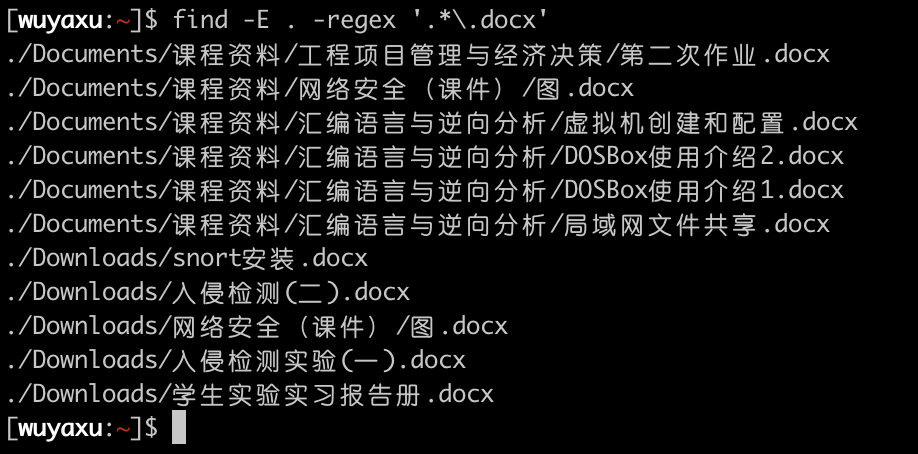 [wuyaxu:~]$ find -E . -regex '.*\.docx'
./Documents/课程资料/工程项目管理与经济决策/第二次作业.docx
./Documents/课程资料/网络安全（课件）/图.docx
./Documents/课程资料/汇编语言与逆向分析/虚拟机创建和配置.docx
./Documents/课程资料/汇编语言与逆向分析/DOSBox使用介绍2.docx
./Documents/课程资料/汇编语言与逆向分析/DOSBox使用介绍1.docx
./Documents/课程资料/汇编语言与逆向分析/局域网文件共享.docx
./Downloads/snort安装.docx
./Downloads/入侵检测(二).docx
./Downloads/网络安全（课件）/图.docx
./Downloads/入侵检测实验(一).docx
./Downloads/学生实验实习报告册.docx
[wuyaxu:~]$